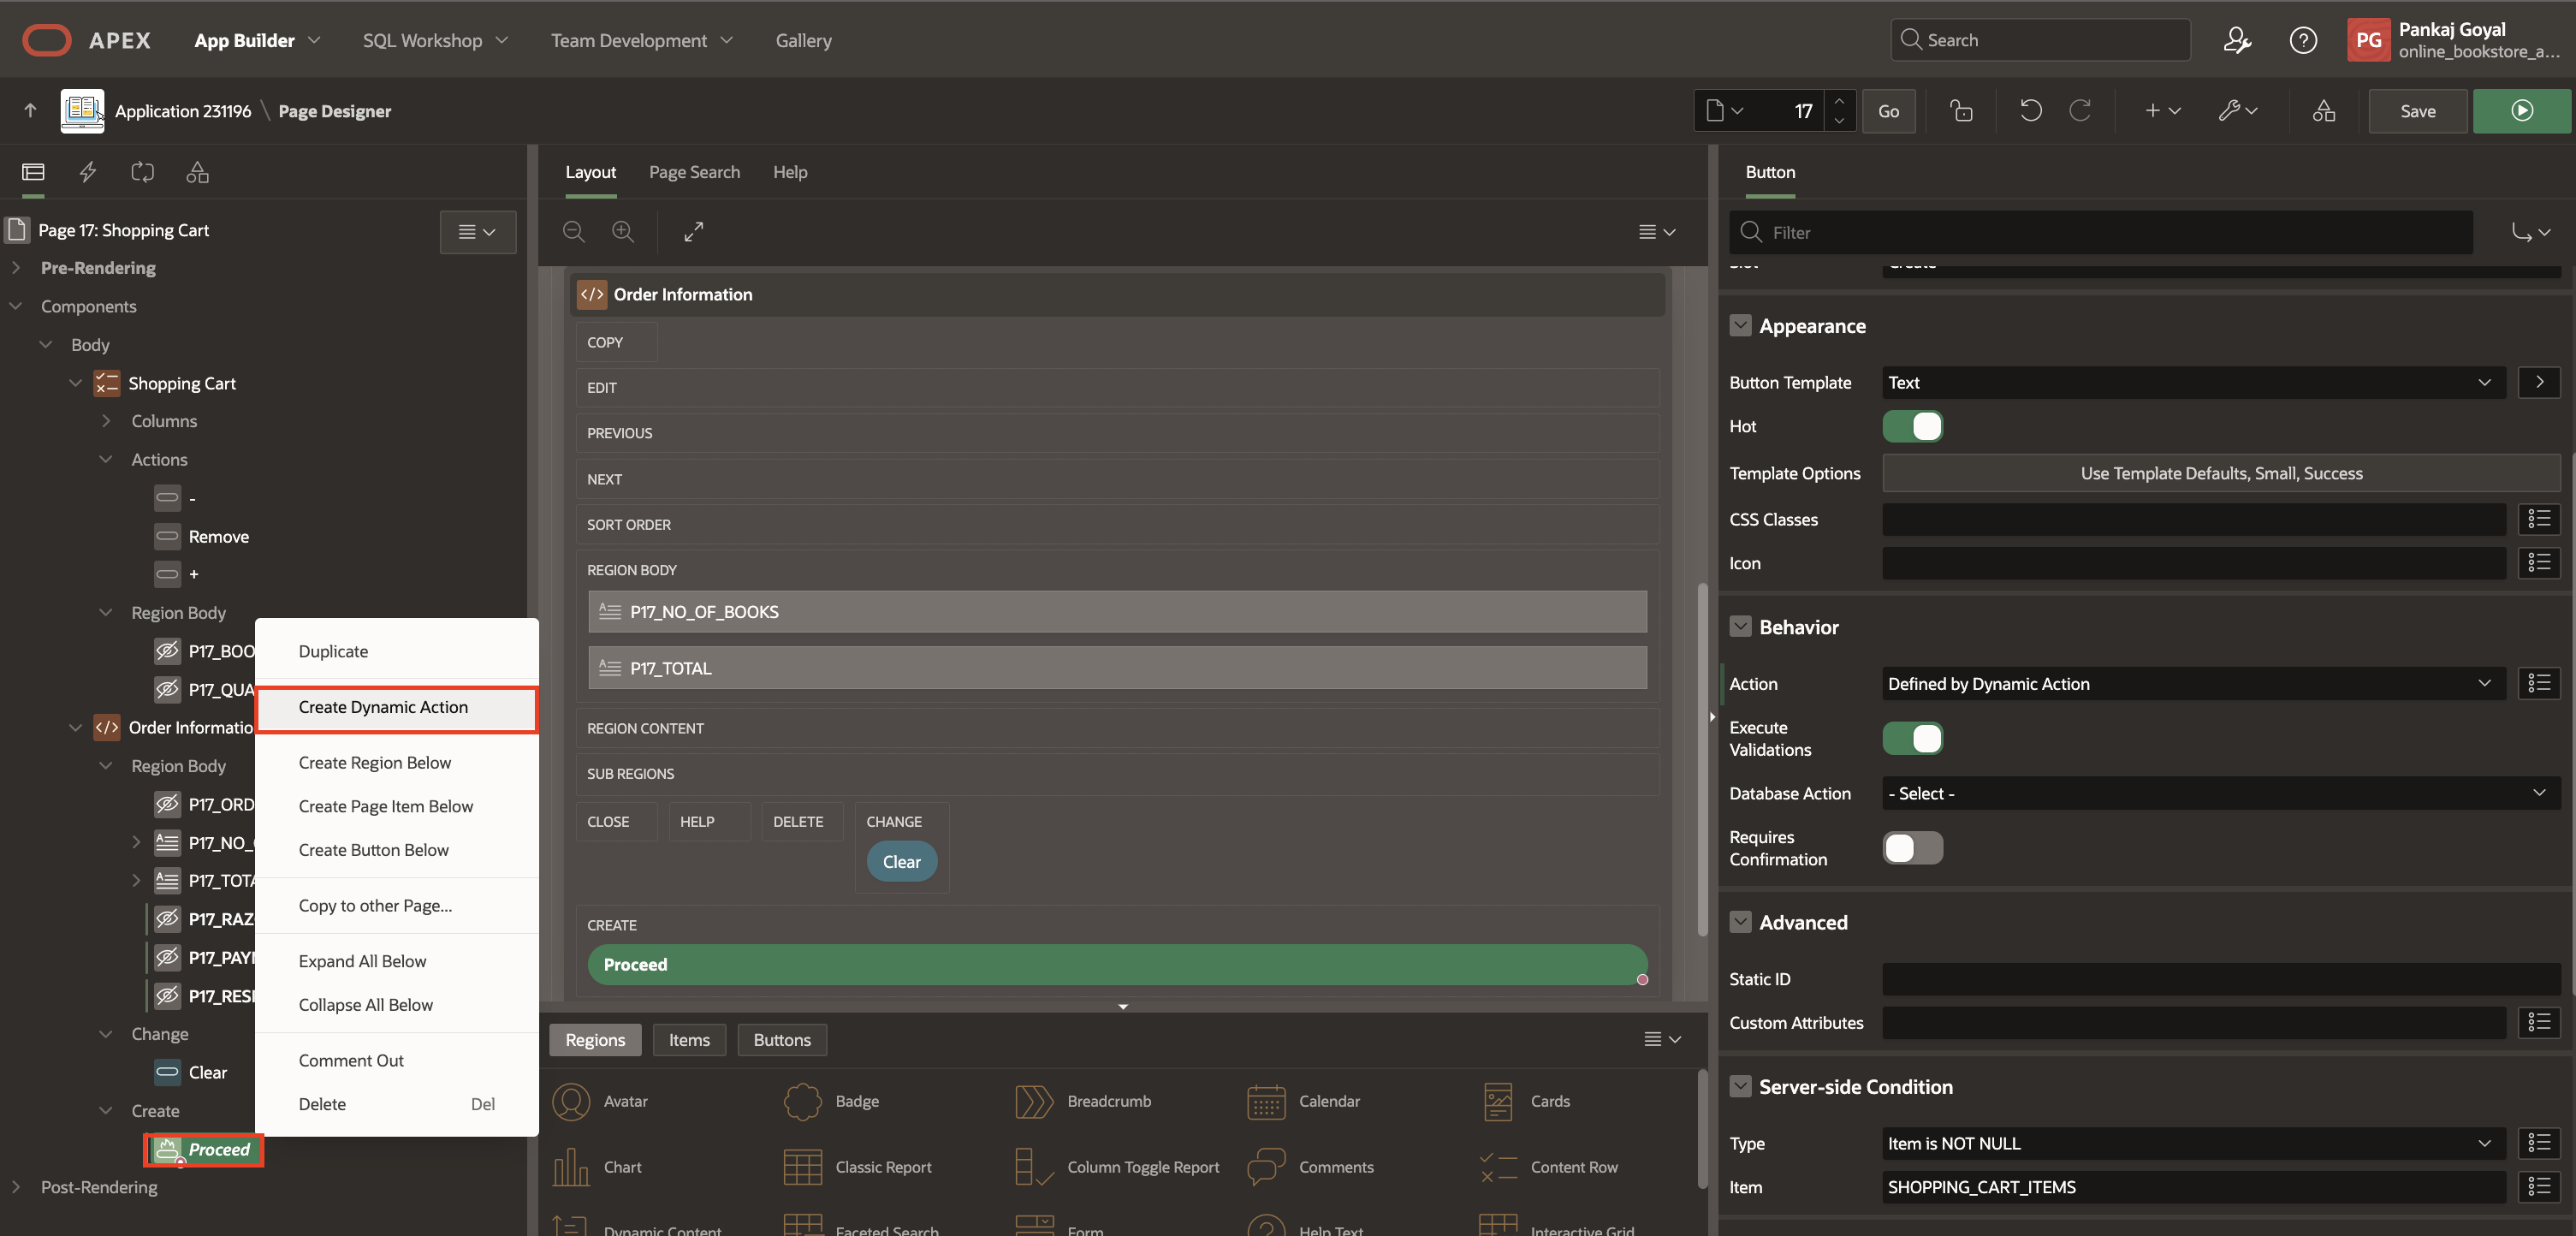 APEX App Builder SQL Workshop Team Development Gallery Search PG Pankaj Goyal
online_bookstore_a...
Application 231196 \ Page Designer 17 Go Save
Layout Page Search Help
Button
Page 17: Shopping Cart
Filter
Pre-Rendering
Components
Body
Shopping Cart
Columns
Actions
-
Remove
+
Region Body
P17_BOO
P17_QUA
Order Informatio
Region Body
P17_ORD
P17_NO_
P17_TOTA
P17_RAZ
P17_PAY
P17_RES
Change
Clear
Create
Proceed
Post-Rendering
Duplicate
Create Dynamic Action
Create Region Below
Create Page Item Below
Create Button Below
Copy to other Page...
Expand All Below
Collapse All Below
Comment Out
Delete Del
Order Information
COPY
EDIT
PREVIOUS
NEXT
SORT ORDER
REGION BODY
P17_NO_OF_BOOKS
P17_TOTAL
REGION CONTENT
SUB REGIONS
CLOSE HELP DELETE CHANGE
Clear
CREATE
Proceed
Regions Items Buttons
Avatar Badge Breadcrumb Calendar Cards
Chart Classic Report Column Toggle Report Comments Content Row
Dynamic Content Faceted Search Form Help Text Interactive Grid
Appearance
Button Template Text
Hot
Template Options Use Template Defaults, Small, Success
CSS Classes
Icon
Behavior
Action Defined by Dynamic Action
Execute
Validations
Database Action - Select -
Requires
Confirmation
Advanced
Static ID
Custom Attributes
Server-side Condition
Type Item is NOT NULL
Item SHOPPING_CART_ITEMS